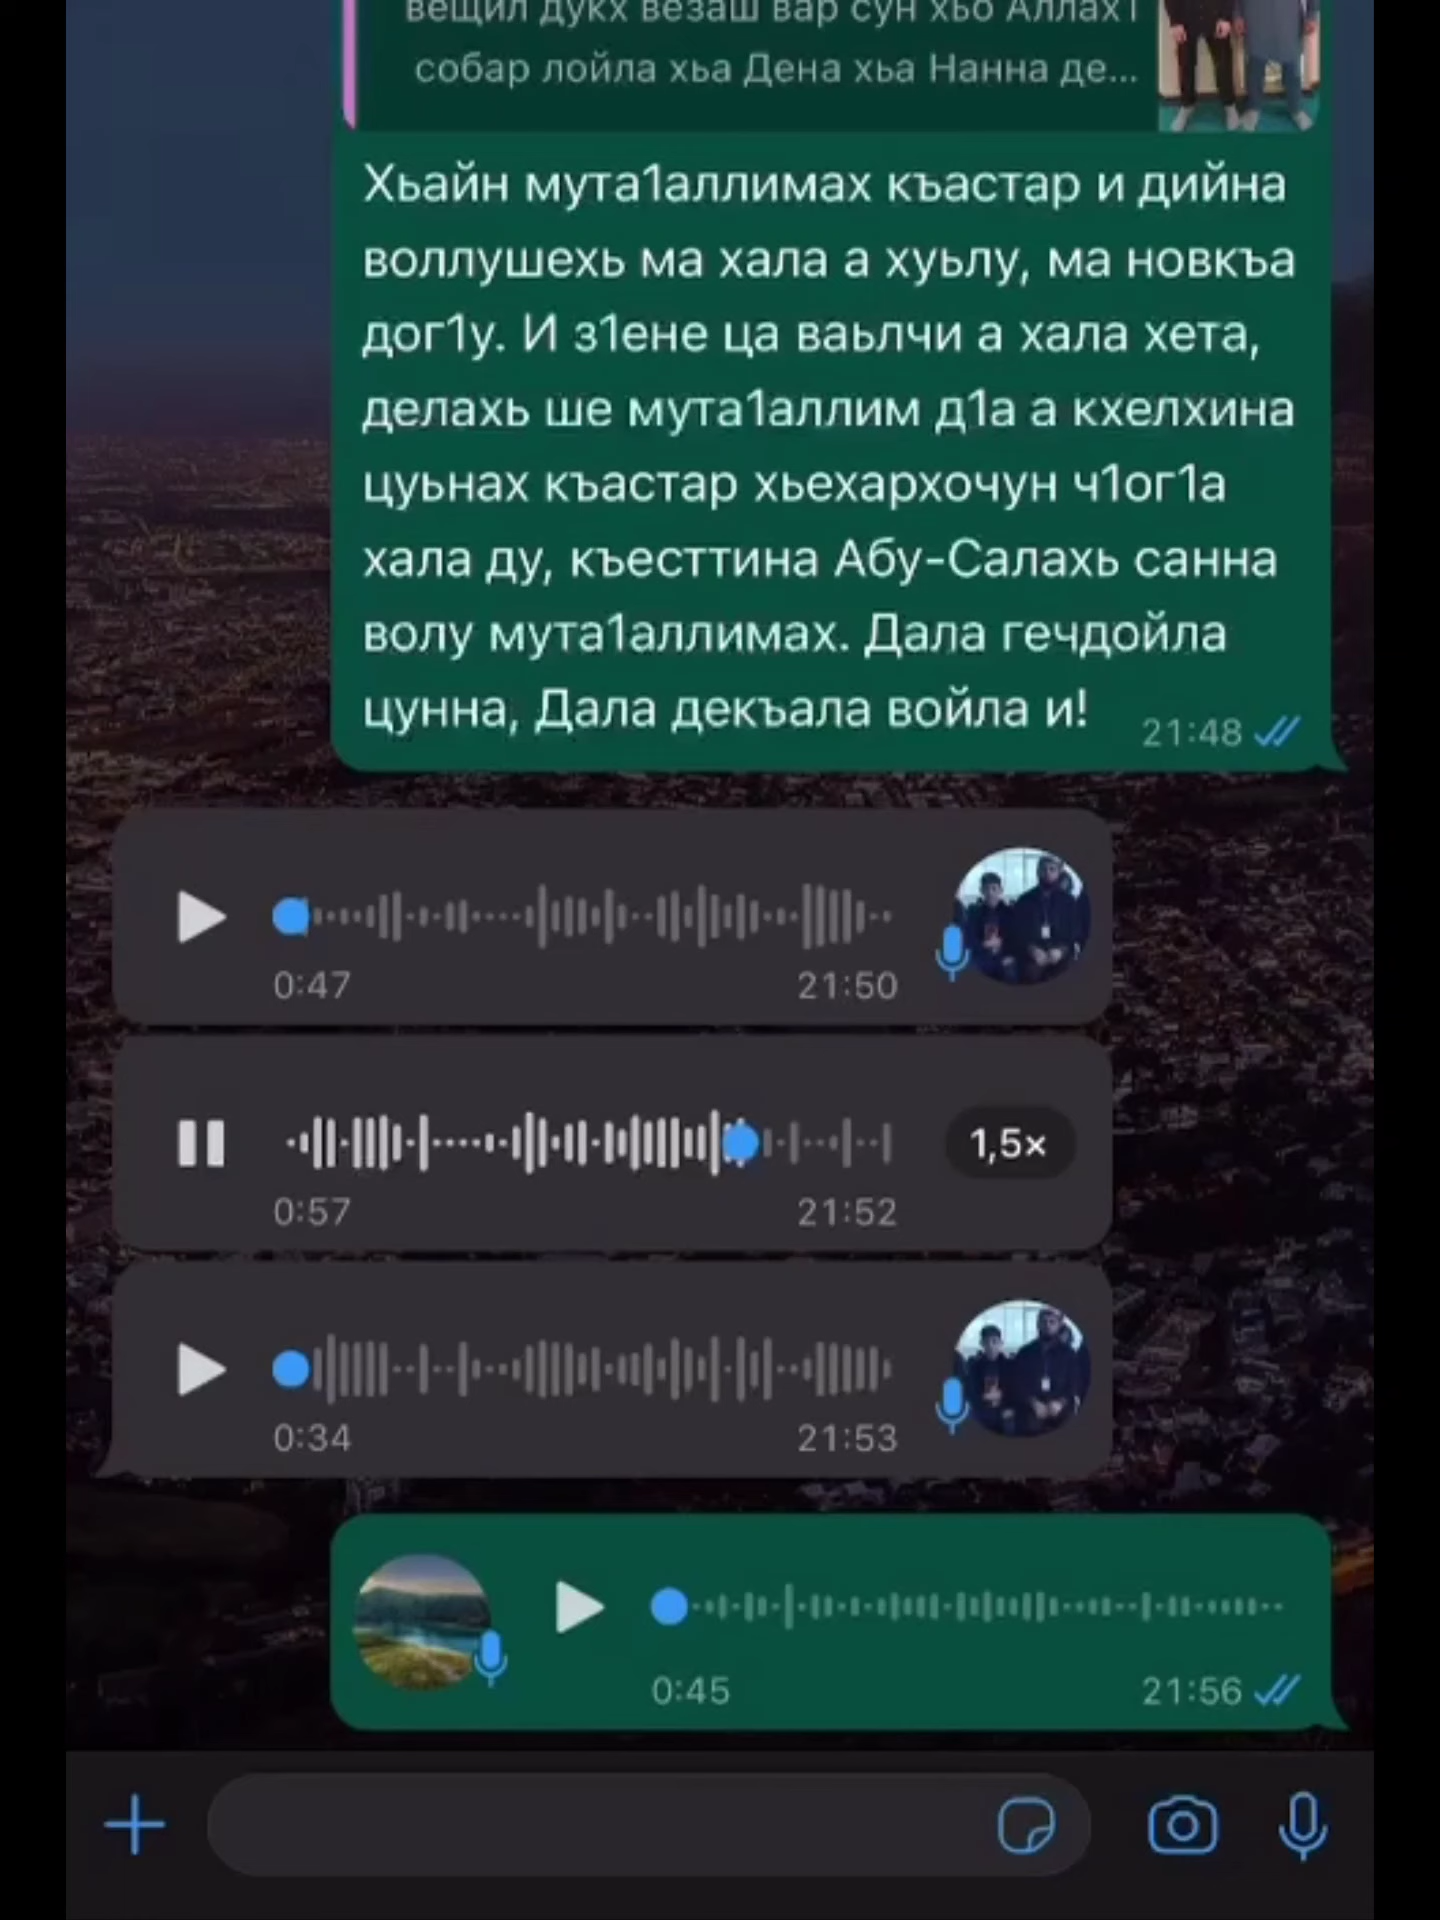 вещил дукх везаш вар сун хьо Аллах1
собар лойла хьа Дена хьа Нанна де...
Хьайн мута1аллимах къастар и дийна
воллушехь ма хала а хуьлу, ма новкъа
дог1у. И з1ене ца ваьлчи а хала хета,
делахь ше мута1аллим д1а а кхелхина
цуьнах къастар хьехархочун ч1ог1а
хала ду, къесттина Абу-Салахь санна
волу мута1аллимах. Дала гечдойла
цунна, Дала декъала войла и!
21:48
0:47 21:50
1,5×
0:57 21:52
0:34 21:53
0:45 21:56